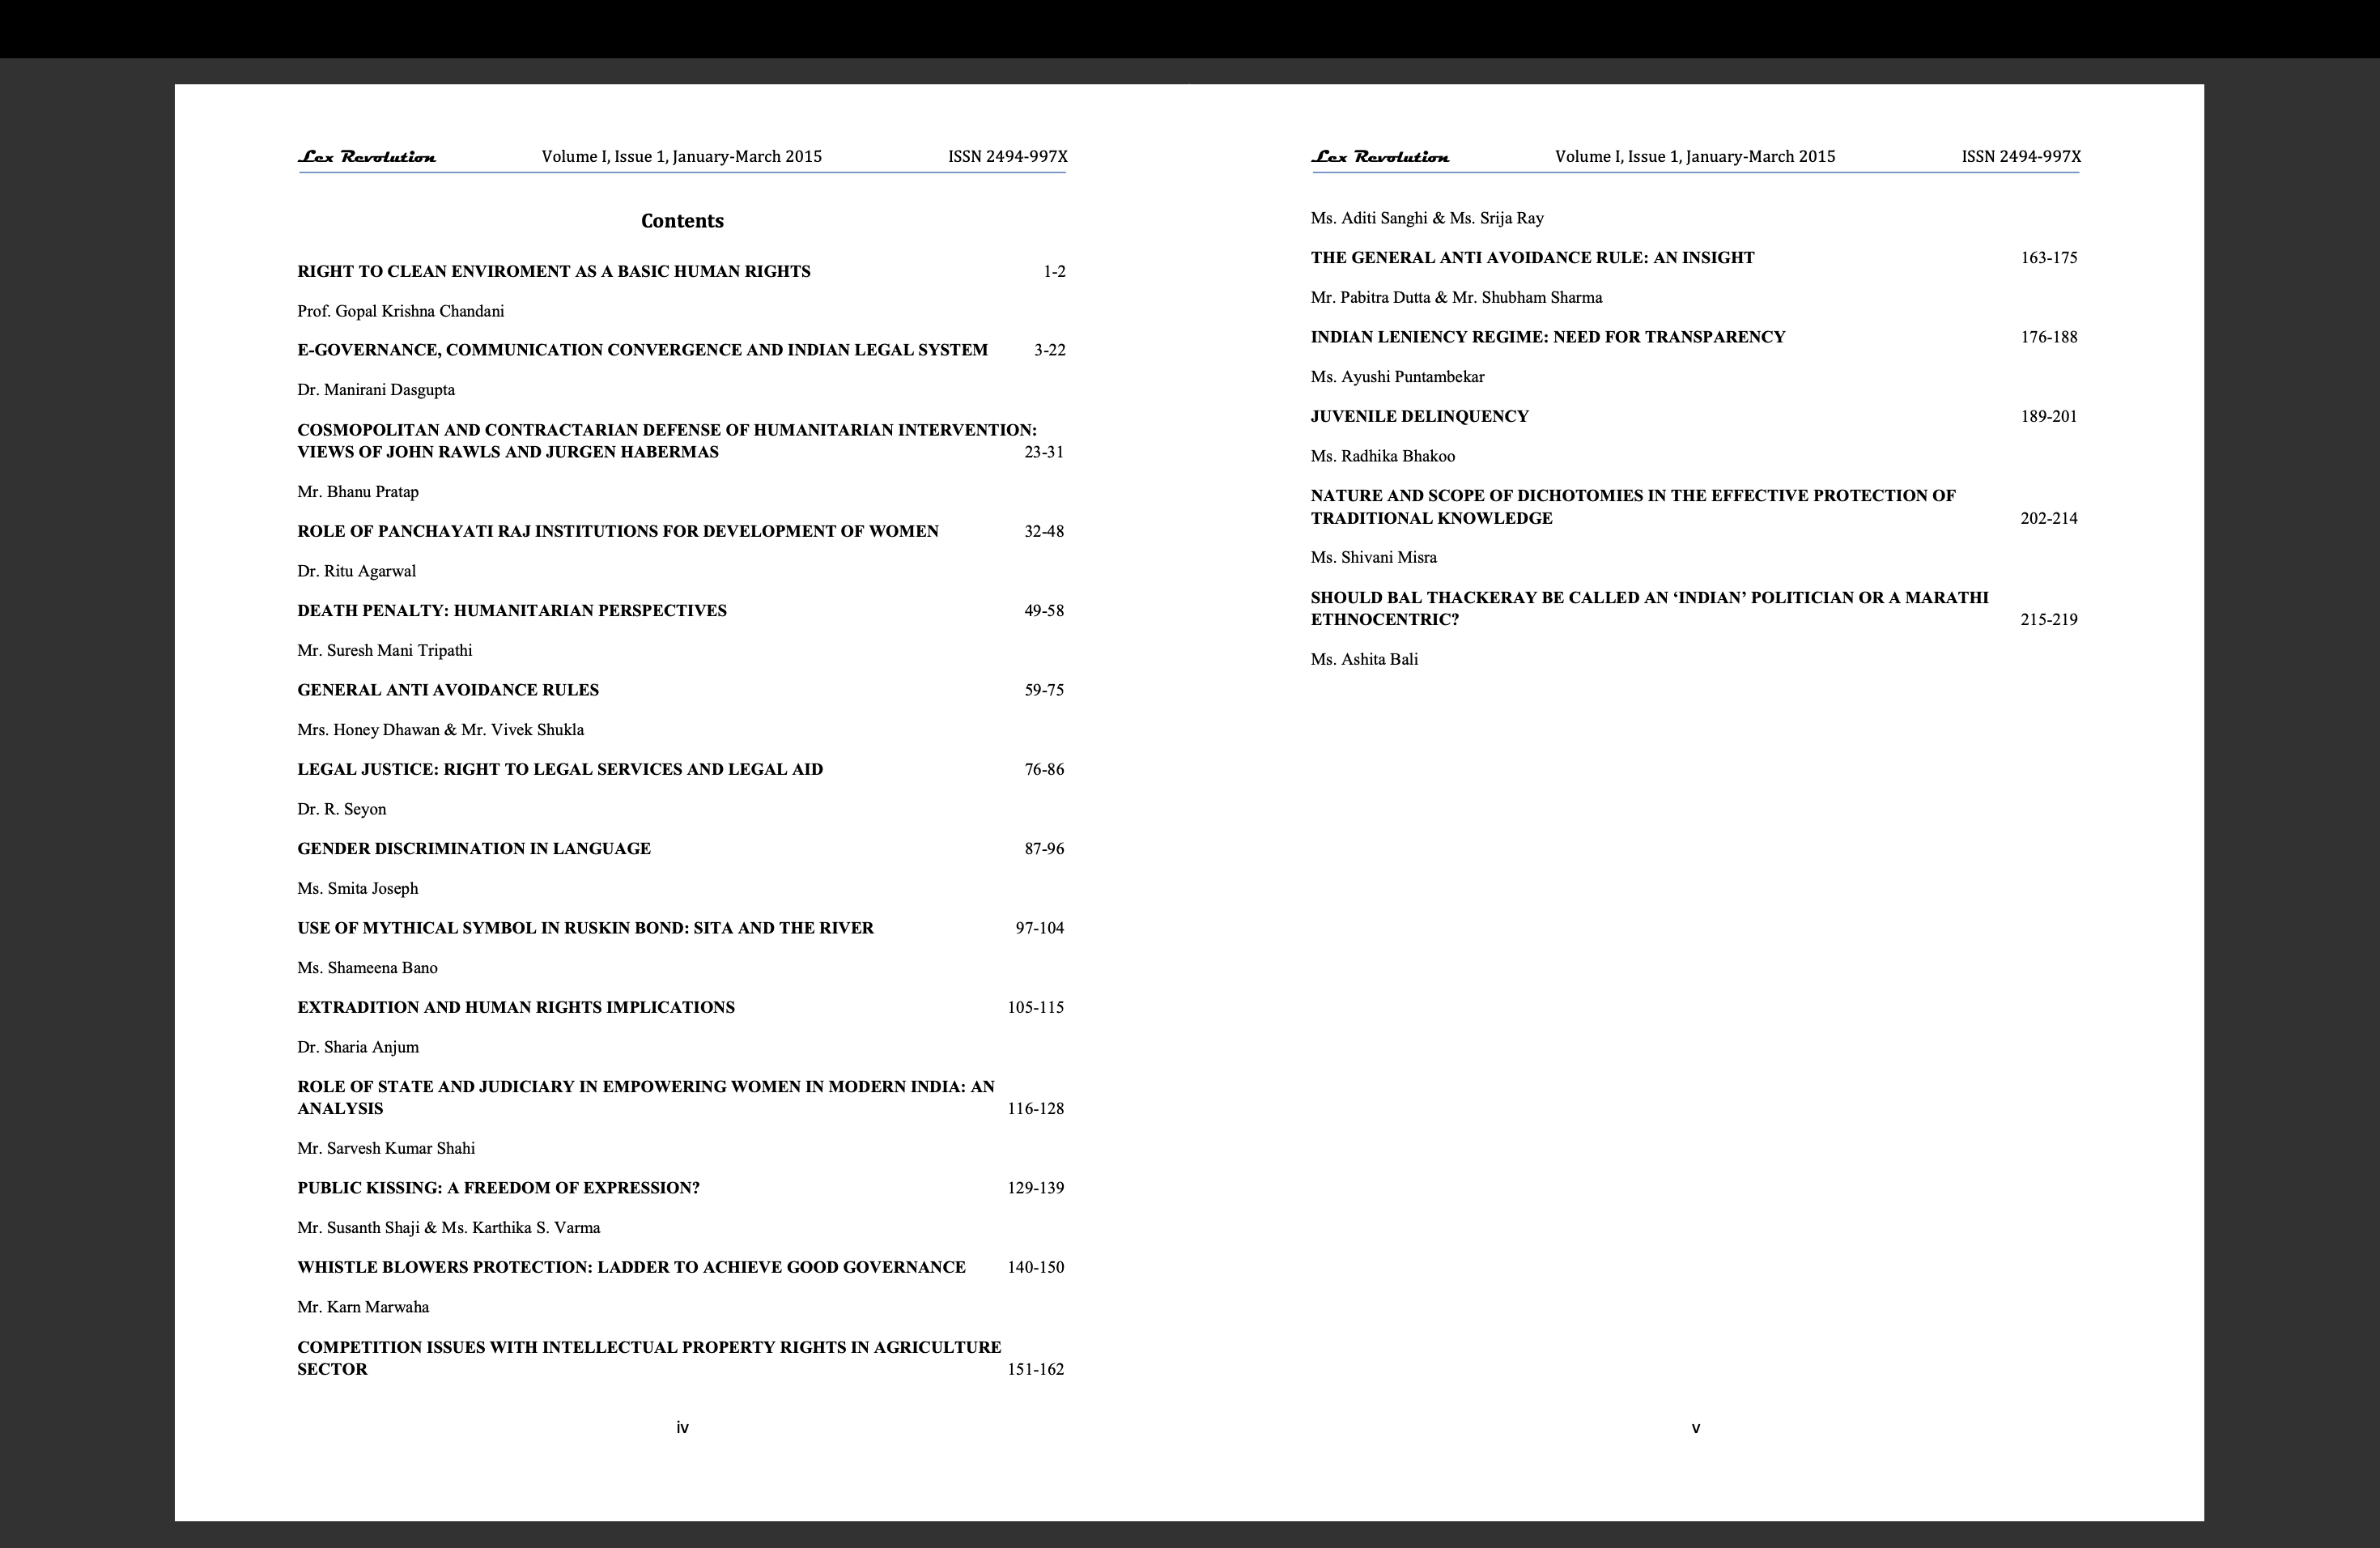 Lex Revolution Volume I, Issue 1, January-March 2015 ISSN 2494-997X
Contents
RIGHT TO CLEAN ENVIROMENT AS A BASIC HUMAN RIGHTS 1-2
Prof. Gopal Krishna Chandani
E-GOVERNANCE, COMMUNICATION CONVERGENCE AND INDIAN LEGAL SYSTEM 3-22
Dr. Manirani Dasgupta
COSMOPOLITAN AND CONTRACTARIAN DEFENSE OF HUMANITARIAN INTERVENTION:
VIEWS OF JOHN RAWLS AND JURGEN HABERMAS 23-31
Mr. Bhanu Pratap
ROLE OF PANCHAYATI RAJ INSTITUTIONS FOR DEVELOPMENT OF WOMEN 32-48
Dr. Ritu Agarwal
DEATH PENALTY: HUMANITARIAN PERSPECTIVES 49-58
Mr. Suresh Mani Tripathi
GENERAL ANTI AVOIDANCE RULES 59-75
Mrs. Honey Dhawan & Mr. Vivek Shukla
LEGAL JUSTICE: RIGHT TO LEGAL SERVICES AND LEGAL AID 76-86
Dr. R. Seyon
GENDER DISCRIMINATION IN LANGUAGE 87-96
Ms. Smita Joseph
USE OF MYTHICAL SYMBOL IN RUSKIN BOND: SITA AND THE RIVER 97-104
Ms. Shameena Bano
EXTRADITION AND HUMAN RIGHTS IMPLICATIONS 105-115
Dr. Sharia Anjum
ROLE OF STATE AND JUDICIARY IN EMPOWERING WOMEN IN MODERN INDIA: AN
ANALYSIS 116-128
Mr. Sarvesh Kumar Shahi
PUBLIC KISSING: A FREEDOM OF EXPRESSION? 129-139
Mr. Susanth Shaji & Ms. Karthika S. Varma
WHISTLE BLOWERS PROTECTION: LADDER TO ACHIEVE GOOD GOVERNANCE 140-150
Mr. Karn Marwaha
COMPETITION ISSUES WITH INTELLECTUAL PROPERTY RIGHTS IN AGRICULTURE
SECTOR 151-162
iv
Lex Revolution Volume I, Issue 1, January-March 2015 ISSN 2494-997X
Ms. Aditi Sanghi & Ms. Srija Ray
THE GENERAL ANTI AVOIDANCE RULE: AN INSIGHT 163-175
Mr. Pabitra Dutta & Mr. Shubham Sharma
INDIAN LENIENCY REGIME: NEED FOR TRANSPARENCY 176-188
Ms. Ayushi Puntambekar
JUVENILE DELINQUENCY 189-201
Ms. Radhika Bhakoo
NATURE AND SCOPE OF DICHOTOMIES IN THE EFFECTIVE PROTECTION OF
TRADITIONAL KNOWLEDGE 202-214
Ms. Shivani Misra
SHOULD BAL THACKERAY BE CALLED AN ‘INDIAN’ POLITICIAN OR A MARATHI
ETHNOCENTRIC? 215-219
Ms. Ashita Bali
v